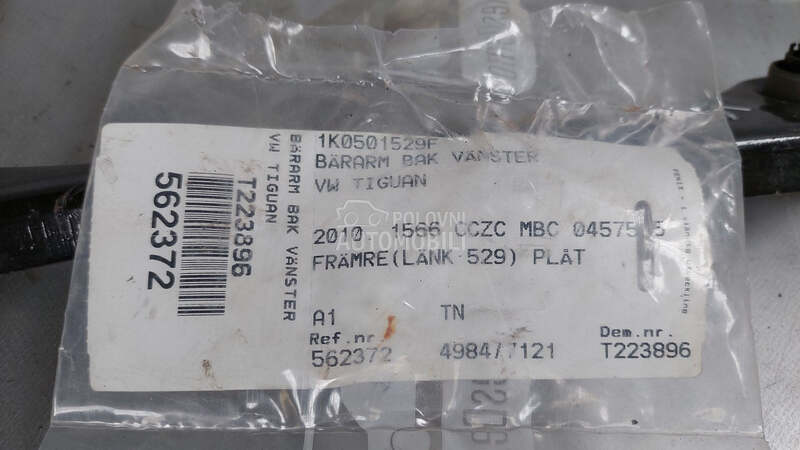 1K0501529F
BÄRARM BAK VÄNSTER
VW TIGUAN
2010 1566 CCZC MBC
FRÄMRE(LÄNK 529) PLÅT
A1 TN
Ref.nr. Dem.nr.
562372 T223896
BÄRARM BAK VÄNSTER
VW TIGUAN
T223896
562372
POLOVNI
AUTOMOBILI